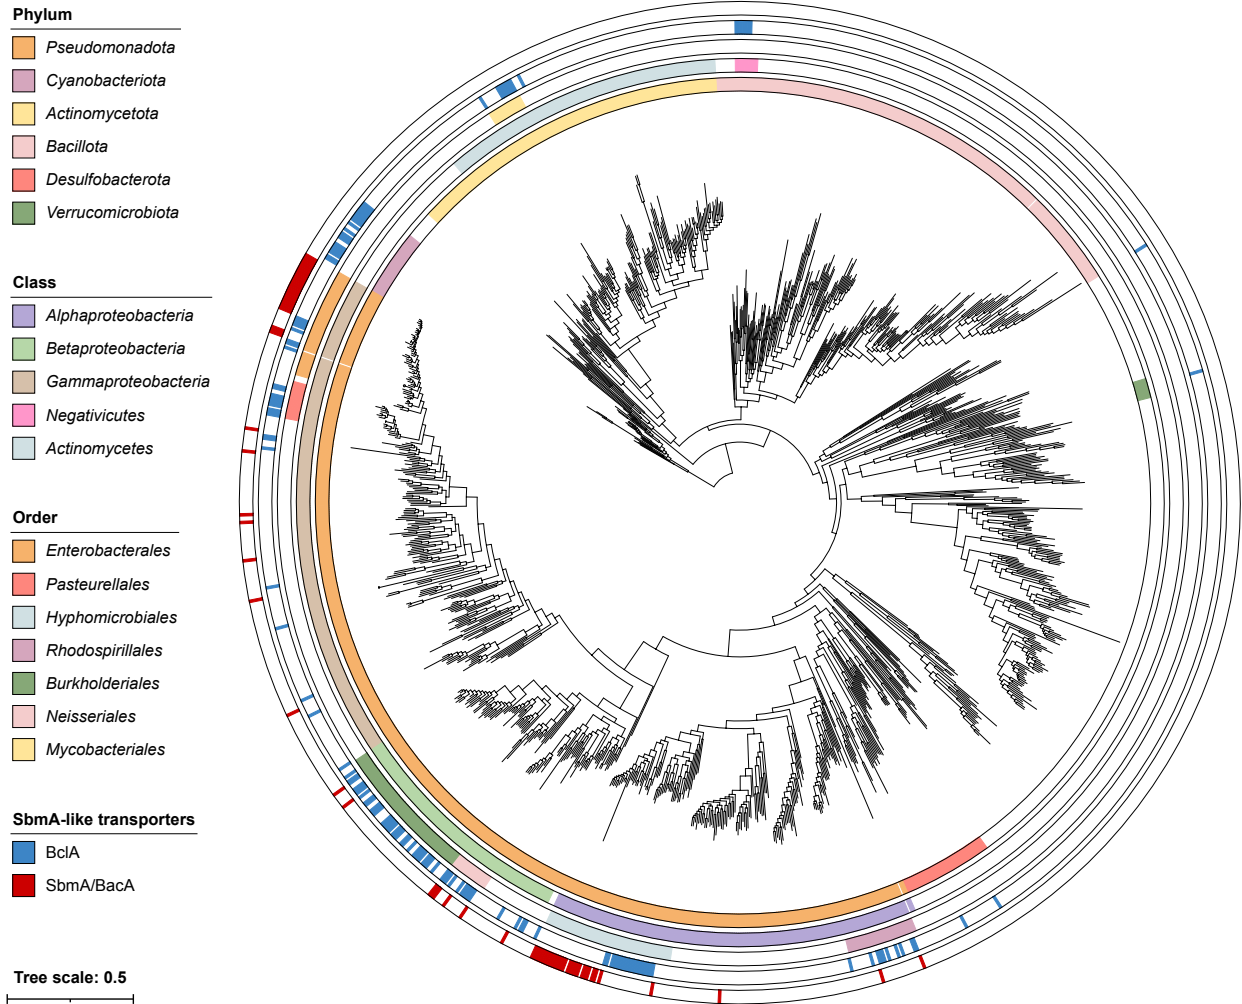 Phylum
Pseudomonadota
Cyanobacteriota
Actinomycetota
Bacillota
Desulfobacterota
Verrucomicrobiota
Class
Alphaproteobacteria
Betaproteobacteria
Gammaproteobacteria
Negativicutes
Actinomycetes
Order
Enterobacterales
Pasteurellales
Hyphomicrobiales
Rhodospirillales
Burkholderiales
Neisseriales
Mycobacteriales
SbmA-like transporters
BclA
SbmA/BacA
Tree scale: 0.5